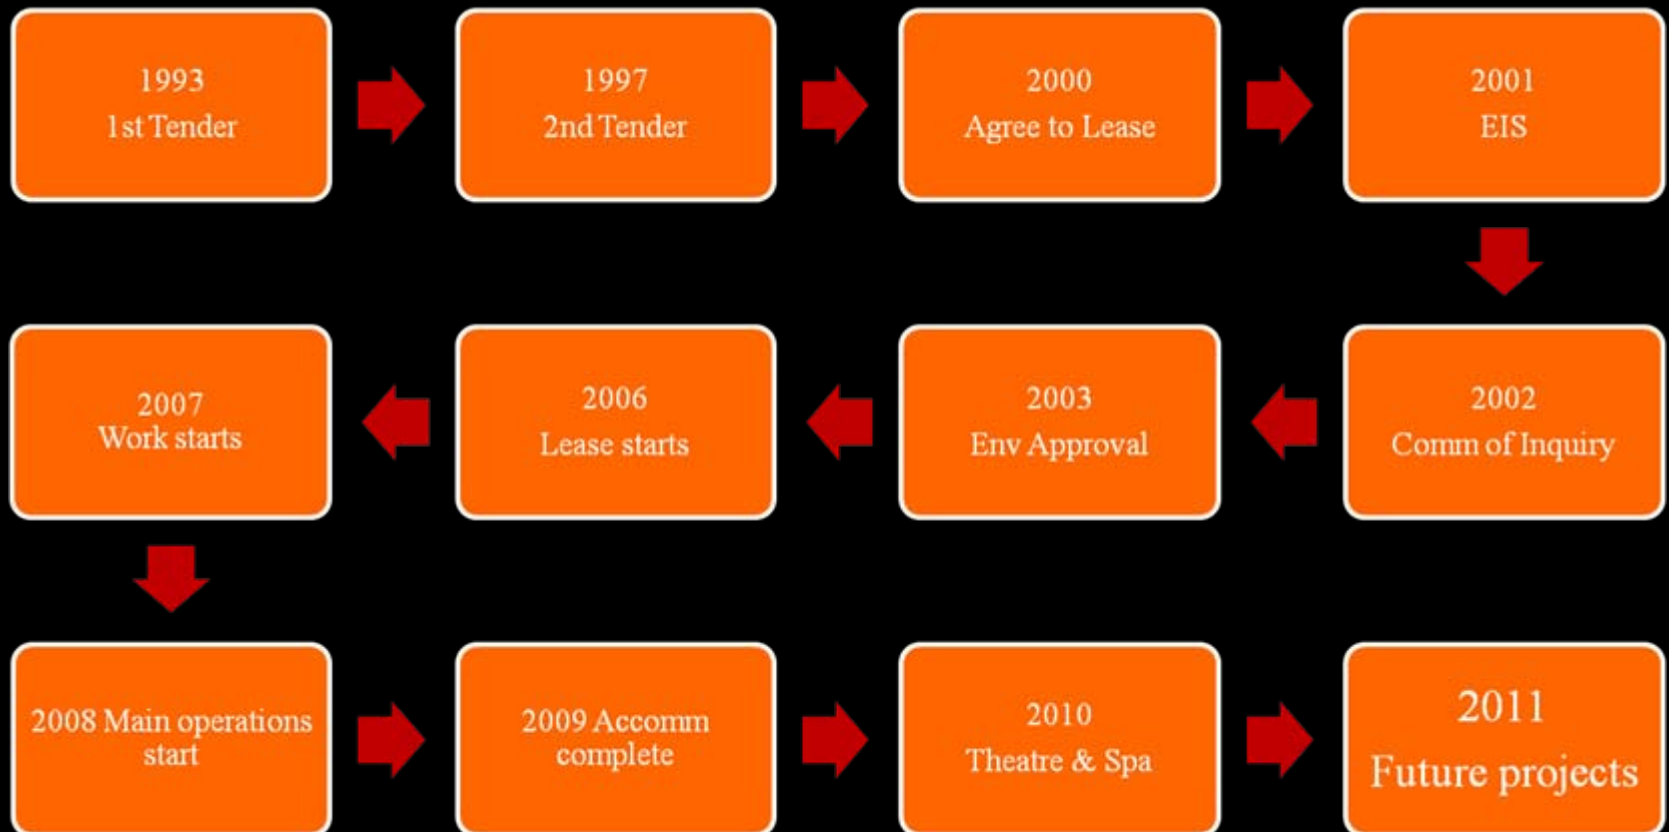 1993
1st Tender
1997
2nd Tender
2000
Agree to Lease
2001
EIS
2002
Comm of Inquiry
2003
Env Approval
2006
Lease starts
2007
Work starts
2008 Main operations
start
2009 Accomm
complete
2010
Theatre & Spa
2011
Future projects